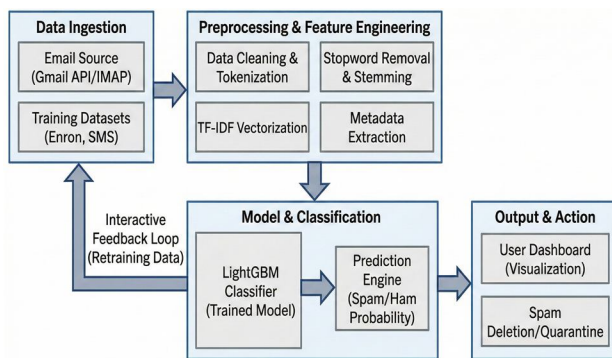 Data Ingestion
Email Source
(Gmail API/IMAP)
Training Datasets
(Enron, SMS)
Preprocessing & Feature Engineering
Data Cleaning &
Tokenization
Stopword Removal
& Stemming
TF-IDF Vectorization
Metadata
Extraction
Interactive
Feedback Loop
(Retraining Data)
Model & Classification
LightGBM
Classifier
(Trained Model)
Prediction
Engine
(Spam/Ham
Probability)
Output & Action
User Dashboard
(Visualization)
Spam
Deletion/Quarantine